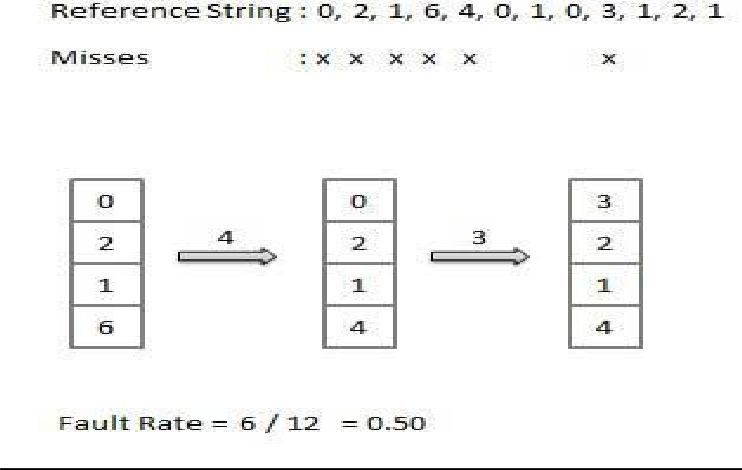 Reference String : 0, 2, 1, 6, 4, 0, 1, 0, 3, 1, 2, 1
Misses : x x x x x x
0 0 3
4 3
2 2 2
1 1 1
6 4 4
Fault Rate = 6 / 12 = 0.50